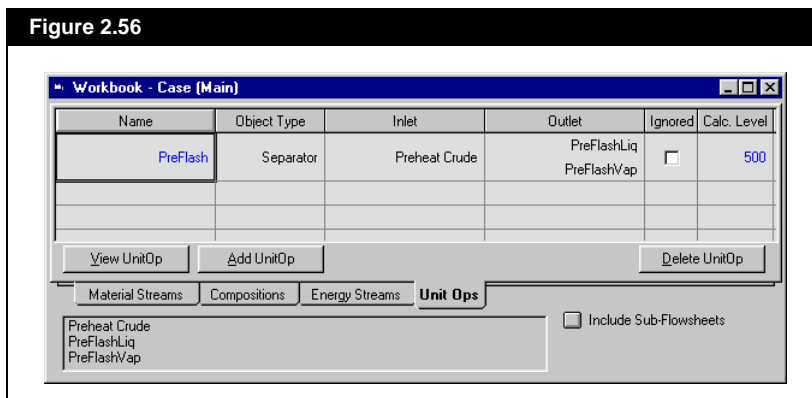 Figure 2.56
Workbook - Case (Main)
Name Object Type Inlet Outlet Ignored Calc. Level
PreFlash Separator Preheat Crude PreFlashLiq 500
PreFlashVap
View UnitOp Add UnitOp Delete UnitOp
Material Streams Compositions Energy Streams Unit Ops
Include Sub-Flowsheets
Preheat Crude
PreFlashLiq
PreFlashVap